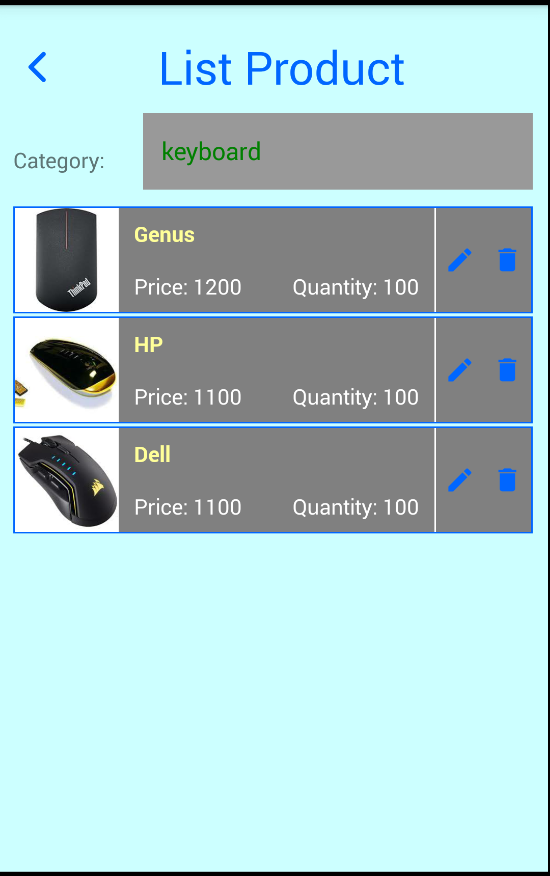 List Product
Category:
keyboard
Genus
Price: 1200 Quantity: 100
ThinkPad
HP
Price: 1100 Quantity: 100
Dell
Price: 1100 Quantity: 100